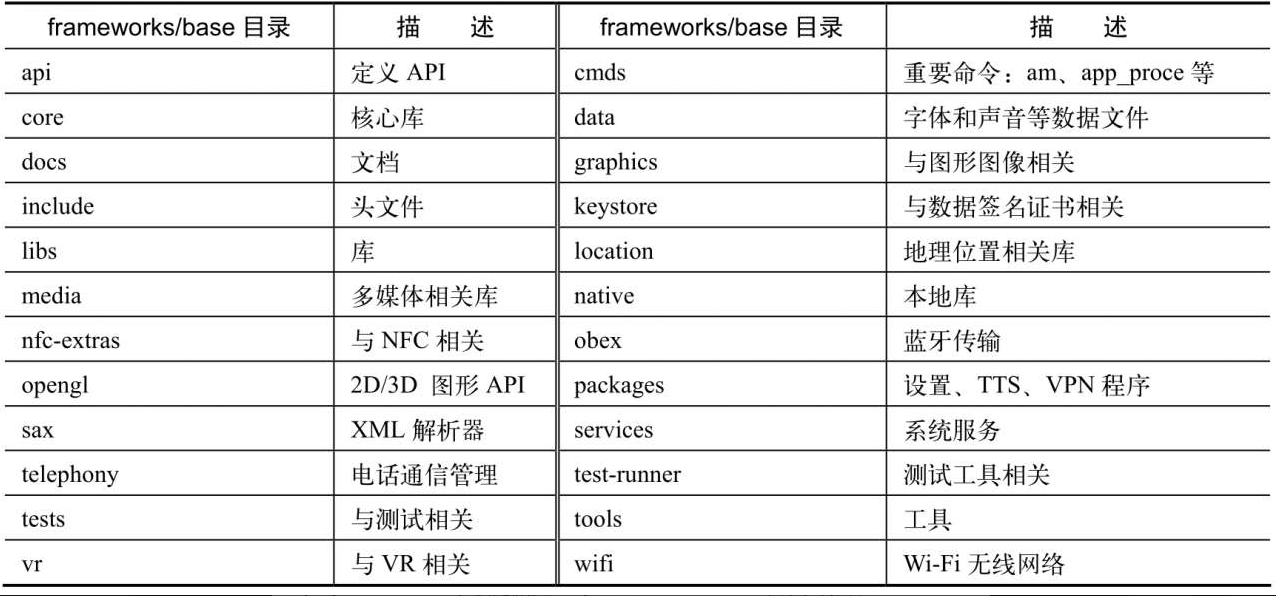 frameworks/base 目录 描 述 frameworks/base 目录 描 述
api 定义 API cmds 重要命令：am、app_proce 等
core 核心库 data 字体和声音等数据文件
docs 文档 graphics 与图形图像相关
include 头文件 keystore 与数据签名证书相关
libs 库 location 地理位置相关库
media 多媒体相关库 native 本地库
nfc-extras 与 NFC 相关 obex 蓝牙传输
opengl 2D/3D 图形 API packages 设置、TTS、VPN 程序
sax XML 解析器 services 系统服务
telephony 电话通信管理 test-runner 测试工具相关
tests 与测试相关 tools 工具
vr 与 VR 相关 wifi Wi-Fi 无线网络